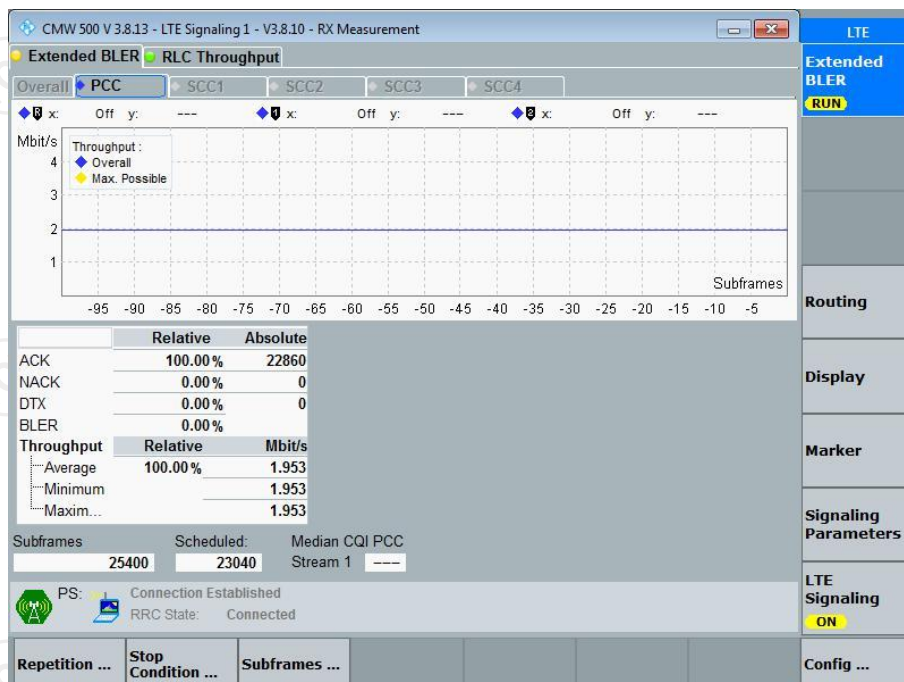 CMW 500 V 3.8.13 - LTE Signaling 1 - V3.8.10 - RX Measurement
LTE
Extended BLER RLC Throughput
Extended
BLER
RUN
Overall PCC SCC1 SCC2 SCC3 SCC4
R x: Off y: --- 1 x: Off y: --- 2 x: Off y: ---
Mbit/s
Throughput :
Overall
Max. Possible
4
3
2
1
Subframes
-95 -90 -85 -80 -75 -70 -65 -60 -55 -50 -45 -40 -35 -30 -25 -20 -15 -10 -5
Routing
Relative Absolute
ACK 100.00 % 22860
NACK 0.00 % 0
DTX 0.00 % 0
BLER 0.00 %
Display
Throughput Relative Mbit/s
Average 100.00 % 1.953
Minimum 1.953
Maxim... 1.953
Marker
Subframes Scheduled: Median CQI PCC
25400 23040 Stream 1 ---
Signaling
Parameters
PS: Connection Established
RRC State: Connected
LTE
Signaling
ON
Repetition ... Stop
Condition ... Subframes ... Config ...